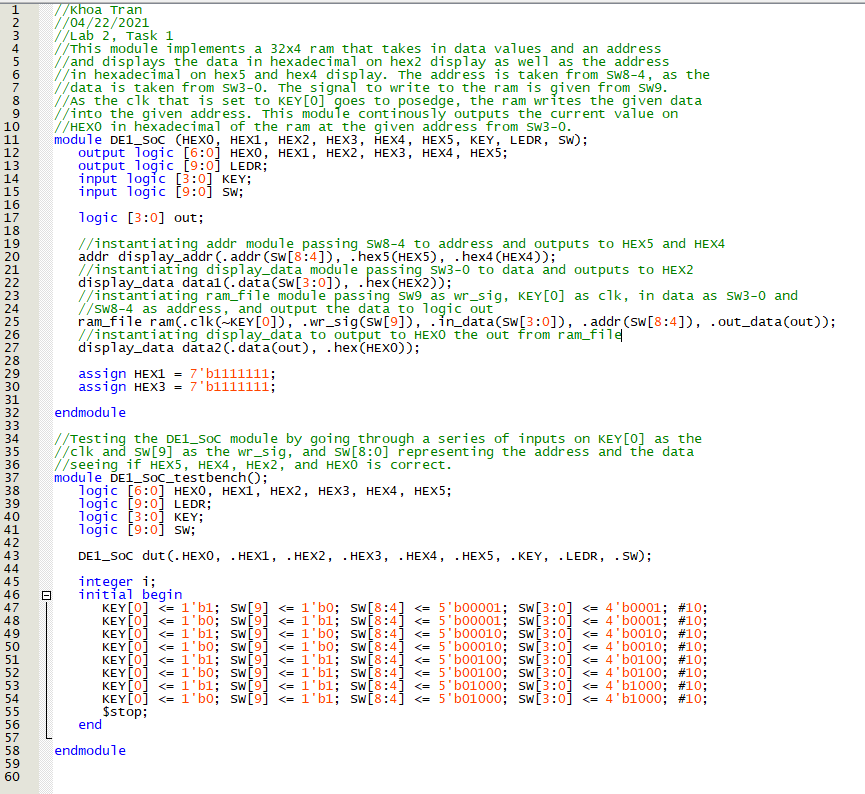 1 //Khoa Tran
2 //04/22/2021
3 //Lab 2, Task 1
4 //This module implements a 32x4 ram that takes in data values and an address
5 //and displays the data in hexadecimal on hex2 display as well as the address
6 //in hexadecimal on hex5 and hex4 display. The address is taken from SW8-4, as the
7 //data is taken from SW3-0. The signal to write to the ram is given from SW9.
8 //As the clk that is set to KEY[0] goes to posedge, the ram writes the given data
9 //into the given address. This module continously outputs the current value on
10 //HEX0 in hexadecimal of the ram at the given address from SW3-0.
11 module DE1_SoC (HEX0, HEX1, HEX2, HEX3, HEX4, HEX5, KEY, LEDR, SW);
12 output logic [6:0] HEX0, HEX1, HEX2, HEX3, HEX4, HEX5;
13 output logic [9:0] LEDR;
14 input logic [3:0] KEY;
15 input logic [9:0] SW;
16
17 logic [3:0] out;
18
19 //instantiating addr module passing SW8-4 to address and outputs to HEX5 and HEX4
20 addr display_addr(.addr(SW[8:4]), .hex5(HEX5), .hex4(HEX4));
21 //instantiating display_data module passing SW3-0 to data and outputs to HEX2
22 display_data data1(.data(SW[3:0]), .hex(HEX2));
23 //instantiating ram_file module passing SW9 as wr_sig, KEY[0] as clk, in data as SW3-0 and
24 //SW8-4 as address, and output the data to logic out
25 ram_file ram(.clk(~KEY[0]), .wr_sig(SW[9]), .in_data(SW[3:0]), .addr(SW[8:4]), .out_data(out));
26 //instantiating display_data to output to HEX0 the out from ram_file
27 display_data data2(.data(out), .hex(HEX0));
28
29 assign HEX1 = 7'b1111111;
30 assign HEX3 = 7'b1111111;
31
32 endmodule
33
34 //Testing the DE1_SoC module by going through a series of inputs on KEY[0] as the
35 //clk and SW[9] as the wr_sig, and SW[8:0] representing the address and the data
36 //seeing if HEX5, HEX4, HEx2, and HEX0 is correct.
37 module DE1_SoC_testbench();
38 logic [6:0] HEX0, HEX1, HEX2, HEX3, HEX4, HEX5;
39 logic [9:0] LEDR;
40 logic [3:0] KEY;
41 logic [9:0] SW;
42
43 DE1_SoC dut(.HEX0, .HEX1, .HEX2, .HEX3, .HEX4, .HEX5, .KEY, .LEDR, .SW);
44
45 integer i;
46 initial begin
47 KEY[0] <= 1'b1; SW[9] <= 1'b0; SW[8:4] <= 5'b00001; SW[3:0] <= 4'b0001; #10;
48 KEY[0] <= 1'b0; SW[9] <= 1'b1; SW[8:4] <= 5'b00001; SW[3:0] <= 4'b0001; #10;
49 KEY[0] <= 1'b1; SW[9] <= 1'b0; SW[8:4] <= 5'b00010; SW[3:0] <= 4'b0010; #10;
50 KEY[0] <= 1'b0; SW[9] <= 1'b0; SW[8:4] <= 5'b00010; SW[3:0] <= 4'b0010; #10;
51 KEY[0] <= 1'b1; SW[9] <= 1'b1; SW[8:4] <= 5'b00100; SW[3:0] <= 4'b0100; #10;
52 KEY[0] <= 1'b0; SW[9] <= 1'b1; SW[8:4] <= 5'b00100; SW[3:0] <= 4'b0100; #10;
53 KEY[0] <= 1'b1; SW[9] <= 1'b1; SW[8:4] <= 5'b01000; SW[3:0] <= 4'b1000; #10;
54 KEY[0] <= 1'b0; SW[9] <= 1'b1; SW[8:4] <= 5'b01000; SW[3:0] <= 4'b1000; #10;
55 $stop;
56 end
57
58 endmodule
59
60